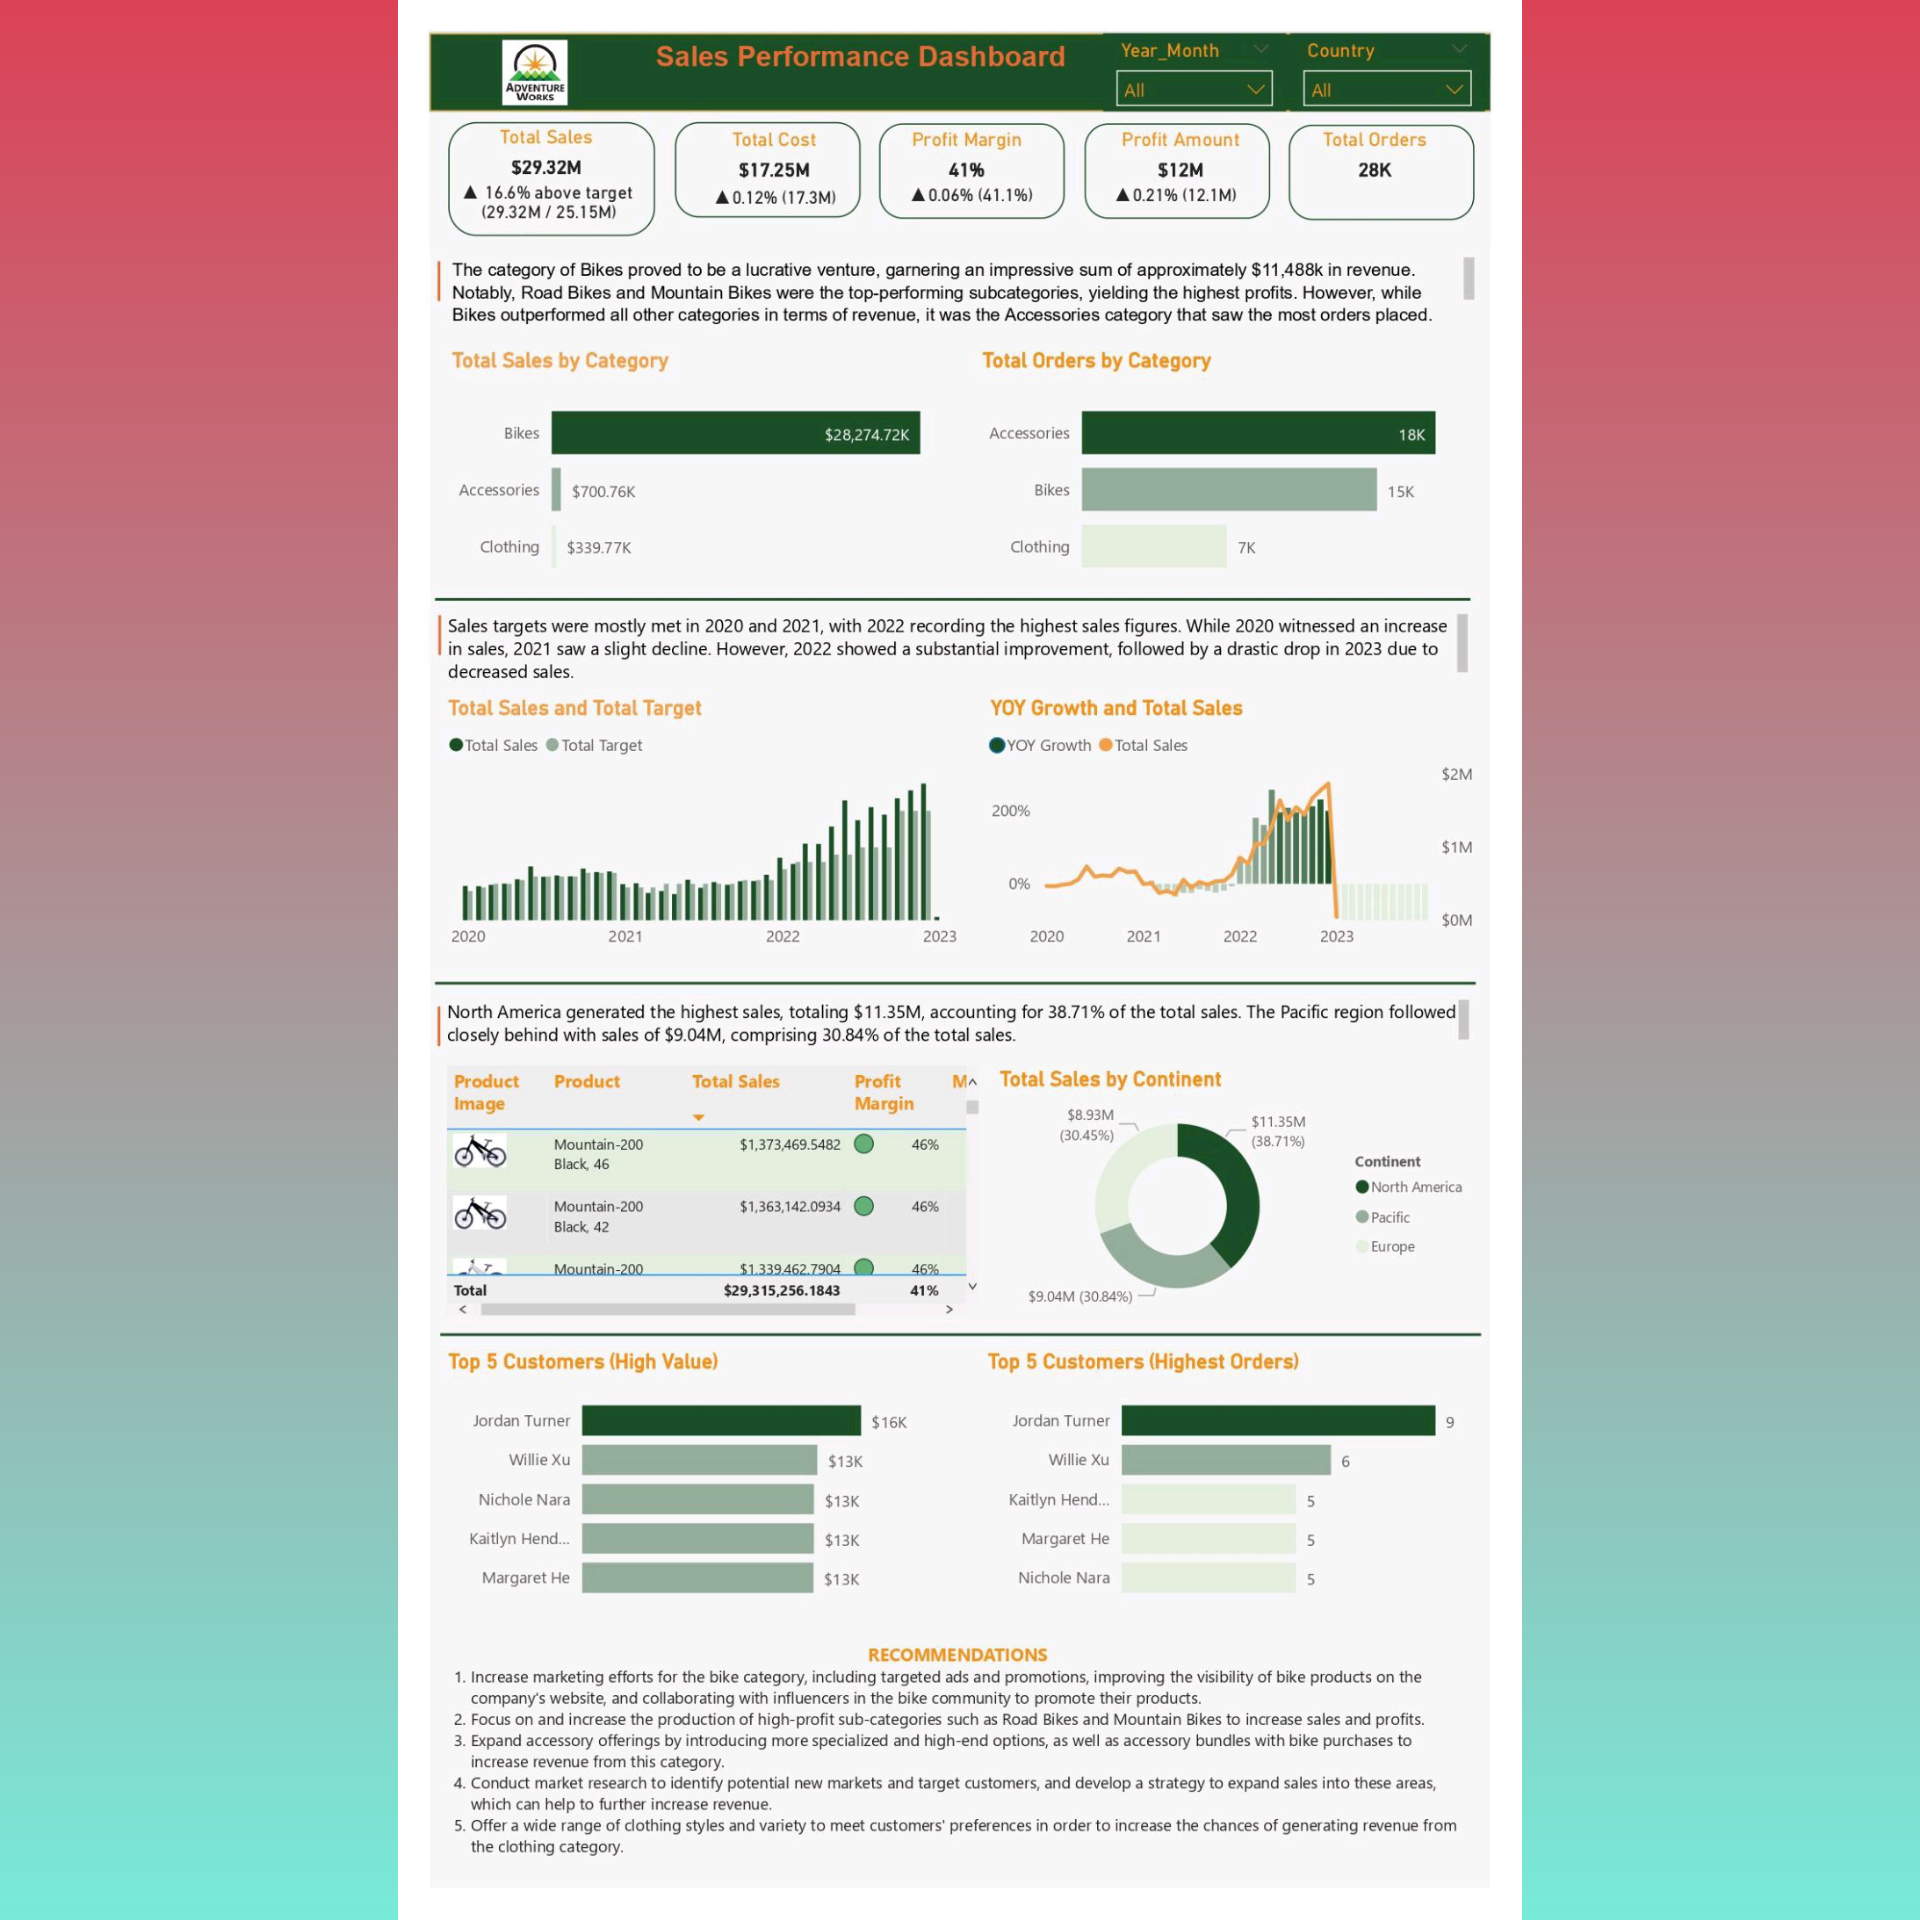 ADVENTURE
WORKS
Sales Performance Dashboard
Year_Month
All
Country
All
Total Sales
$29.32M
▲ 16.6% above target
(29.32M / 25.15M)
Total Cost
$17.25M
▲0.12% (17.3M)
Profit Margin
41%
▲0.06% (41.1%)
Profit Amount
$12M
▲0.21% (12.1M)
Total Orders
28K
The category of Bikes proved to be a lucrative venture, garnering an impressive sum of approximately $11,488k in revenue.
Notably, Road Bikes and Mountain Bikes were the top-performing subcategories, yielding the highest profits. However, while
Bikes outperformed all other categories in terms of revenue, it was the Accessories category that saw the most orders placed.
Total Sales by Category
Bikes $28,274.72K
Accessories $700.76K
Clothing $339.77K
Total Orders by Category
Accessories 18K
Bikes 15K
Clothing 7K
Sales targets were mostly met in 2020 and 2021, with 2022 recording the highest sales figures. While 2020 witnessed an increase
in sales, 2021 saw a slight decline. However, 2022 showed a substantial improvement, followed by a drastic drop in 2023 due to
decreased sales.
Total Sales and Total Target
Total Sales Total Target
2020 2021 2022 2023
YOY Growth and Total Sales
YOY Growth Total Sales
$2M
200%
$1M
0%
$0M
2020 2021 2022 2023
North America generated the highest sales, totaling $11.35M, accounting for 38.71% of the total sales. The Pacific region followed
closely behind with sales of $9.04M, comprising 30.84% of the total sales.
Product Product Total Sales Profit M
Image Margin
Mountain-200 $1,373,469.5482 46%
Black, 46
Mountain-200 $1,363,142.0934 46%
Black, 42
Mountain-200 $1,339,462.7904 46%
Total $29,315,256.1843 41%
Total Sales by Continent
$8.93M
(30.45%)
$11.35M
(38.71%)
$9.04M (30.84%)
Continent
North America
Pacific
Europe
Top 5 Customers (High Value)
Jordan Turner $16K
Willie Xu $13K
Nichole Nara $13K
Kaitlyn Hend... $13K
Margaret He $13K
Top 5 Customers (Highest Orders)
Jordan Turner 9
Willie Xu 6
Kaitlyn Hend... 5
Margaret He 5
Nichole Nara 5
RECOMMENDATIONS
1. Increase marketing efforts for the bike category, including targeted ads and promotions, improving the visibility of bike products on the
company's website, and collaborating with influencers in the bike community to promote their products.
2. Focus on and increase the production of high-profit sub-categories such as Road Bikes and Mountain Bikes to increase sales and profits.
3. Expand accessory offerings by introducing more specialized and high-end options, as well as accessory bundles with bike purchases to
increase revenue from this category.
4. Conduct market research to identify potential new markets and target customers, and develop a strategy to expand sales into these areas,
which can help to further increase revenue.
5. Offer a wide range of clothing styles and variety to meet customers' preferences in order to increase the chances of generating revenue from
the clothing category.